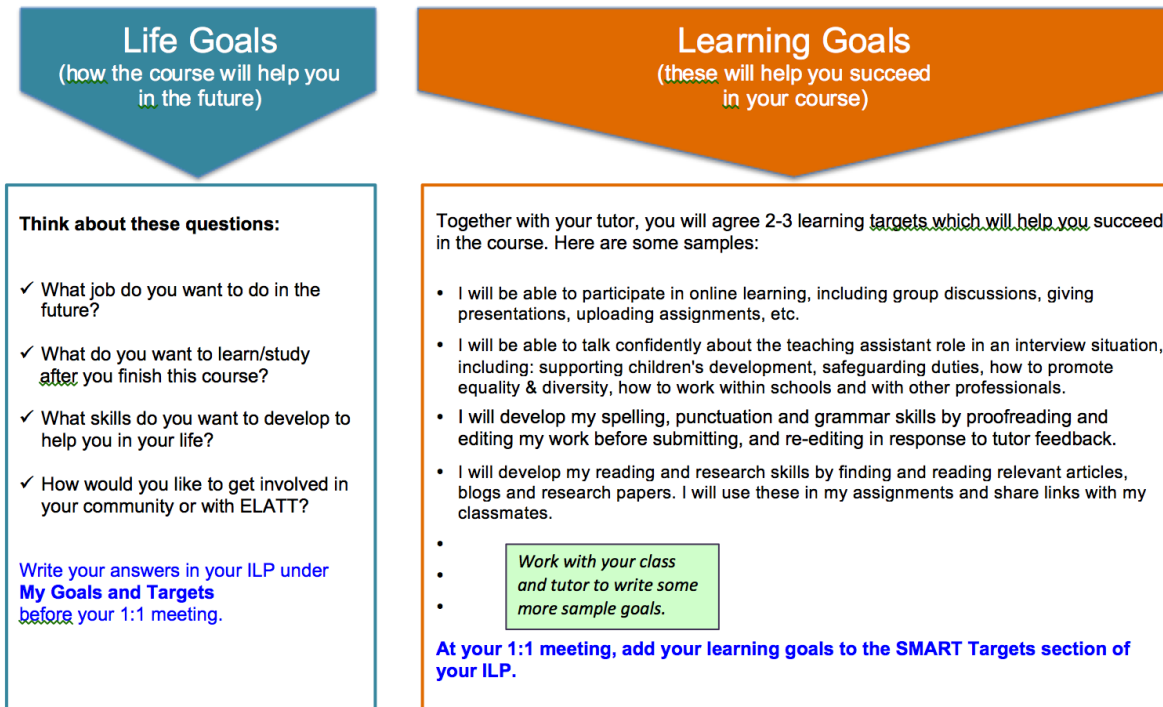 Life Goals
(how the course will help you
in the future)
Think about these questions:
✓ What job do you want to do in the
future?
✓ What do you want to learn/study
after you finish this course?
✓ What skills do you want to develop to
help you in your life?
✓ How would you like to get involved in
your community or with ELATT?
Write your answers in your ILP under
My Goals and Targets
before your 1:1 meeting.
Learning Goals
(these will help you succeed
in your course)
Together with your tutor, you will agree 2-3 learning targets which will help you succeed
in the course. Here are some samples:
• I will be able to participate in online learning, including group discussions, giving
presentations, uploading assignments, etc.
• I will be able to talk confidently about the teaching assistant role in an interview situation,
including: supporting children's development, safeguarding duties, how to promote
equality & diversity, how to work within schools and with other professionals.
• I will develop my spelling, punctuation and grammar skills by proofreading and
editing my work before submitting, and re-editing in response to tutor feedback.
• I will develop my reading and research skills by finding and reading relevant articles,
blogs and research papers. I will use these in my assignments and share links with my
classmates.
•
•
•
Work with your class
and tutor to write some
more sample goals.
At your 1:1 meeting, add your learning goals to the SMART Targets section of
your ILP.